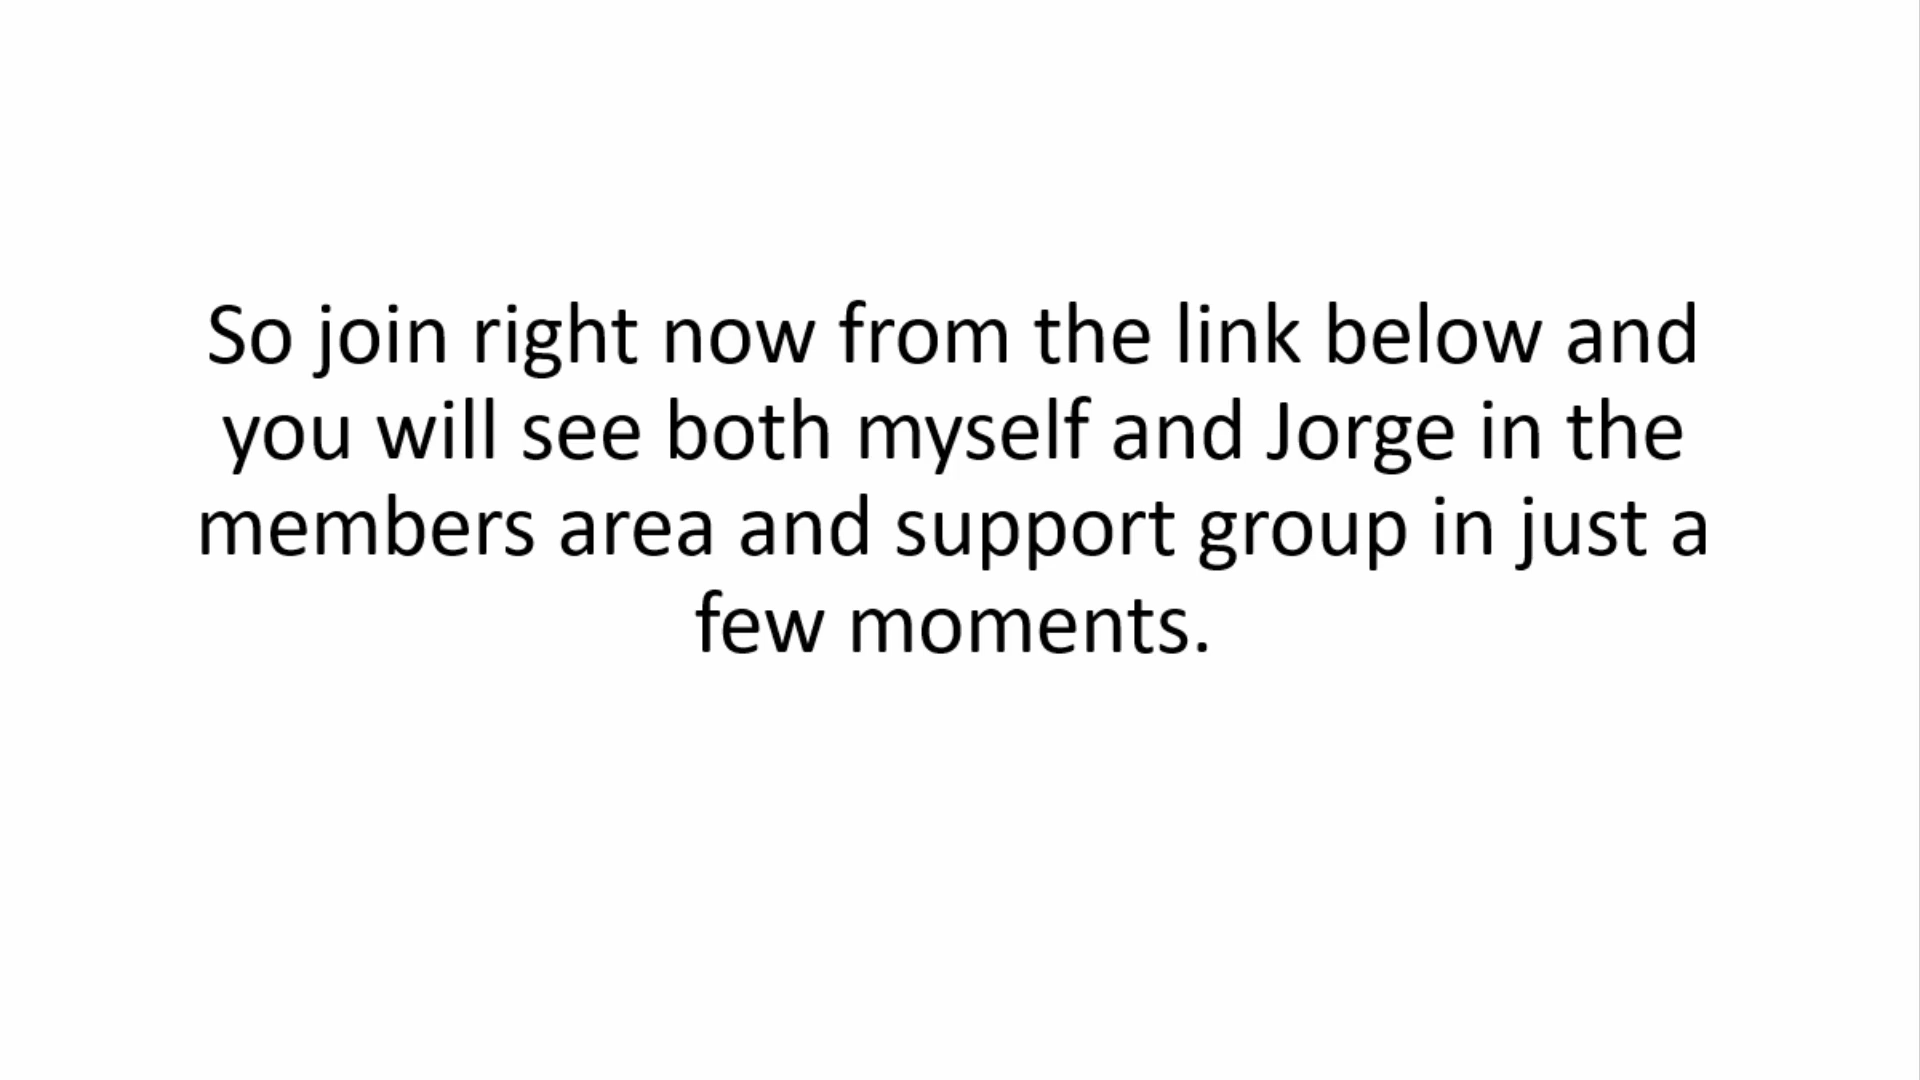 So join right now from the link below and
you will see both myself and Jorge in the
members area and support group in just a
few moments.